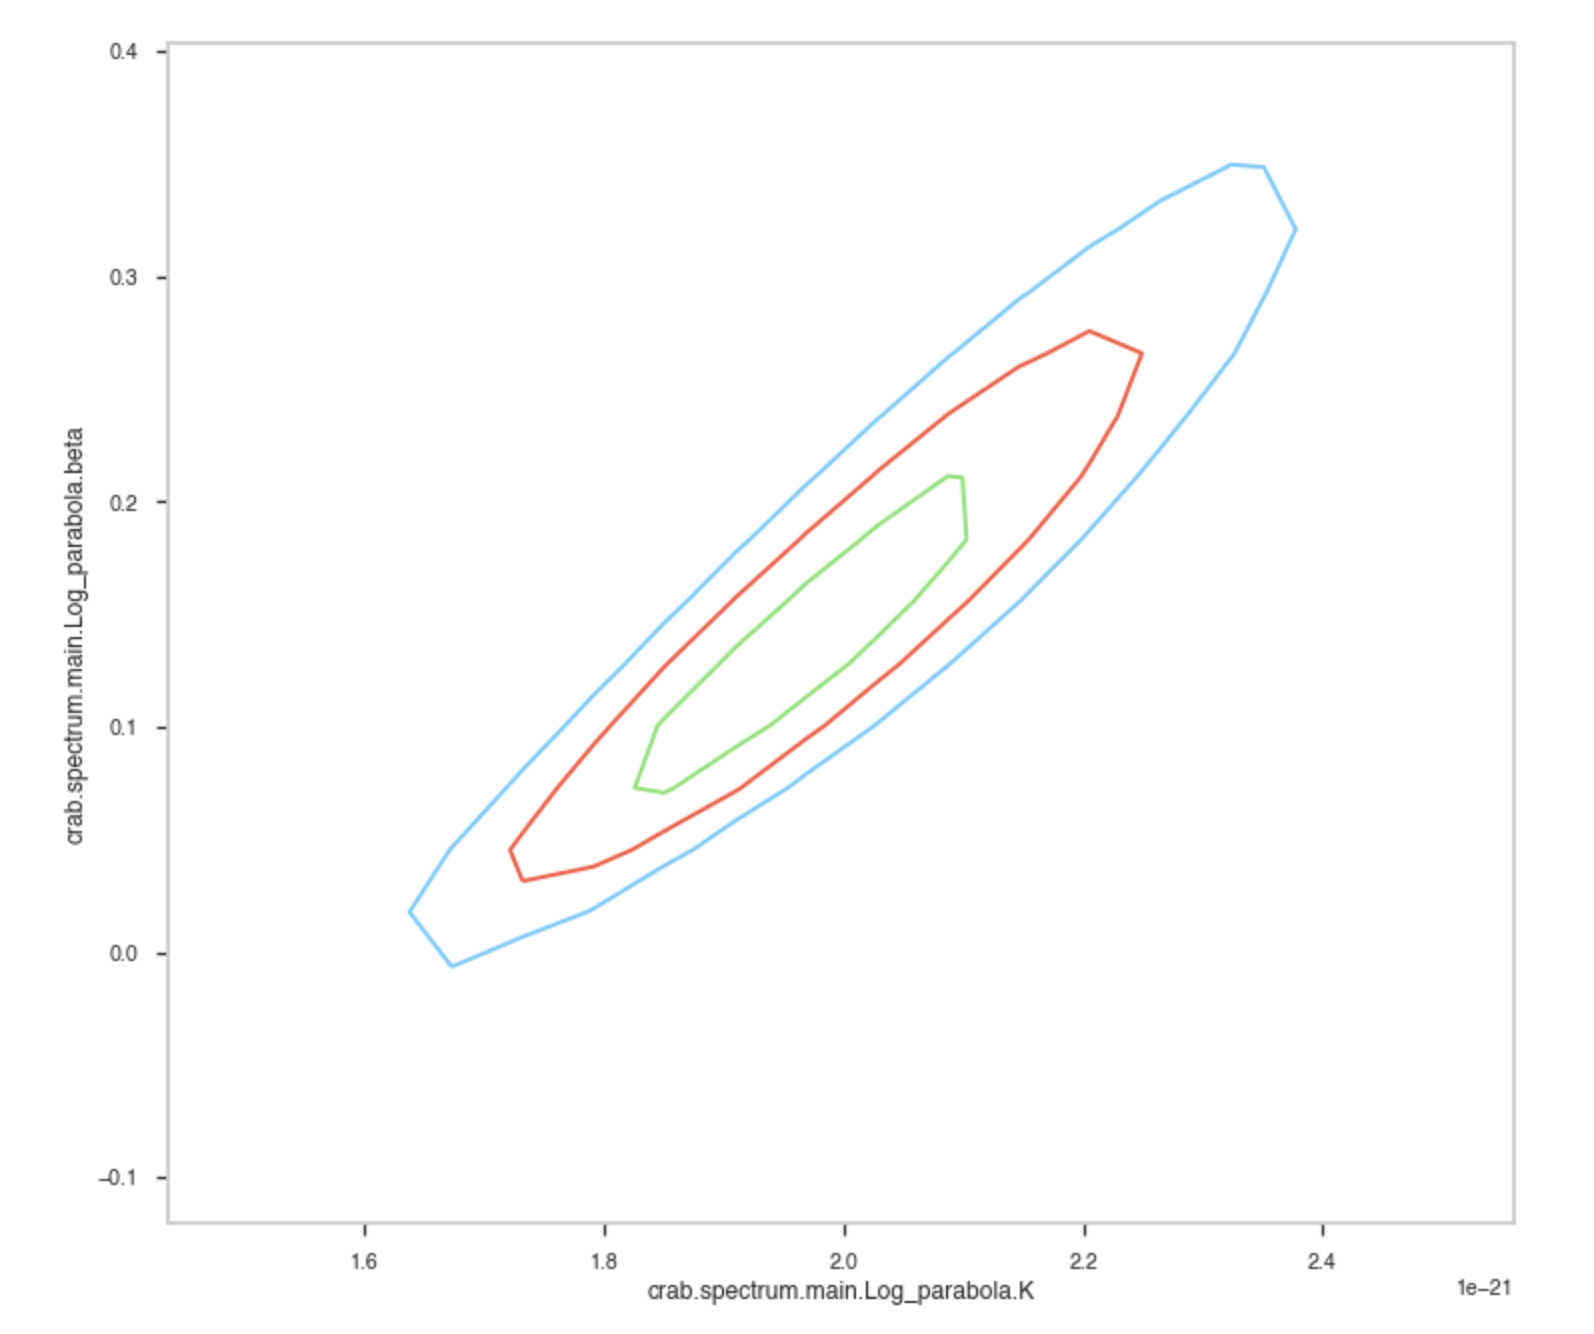 0.4
0.3
0.2
0.1
0.0
−0.1
crab.spectrum.main.Log_parabola.beta
1.6 1.8 2.0 2.2 2.4
crab.spectrum.main.Log_parabola.K
1e−21